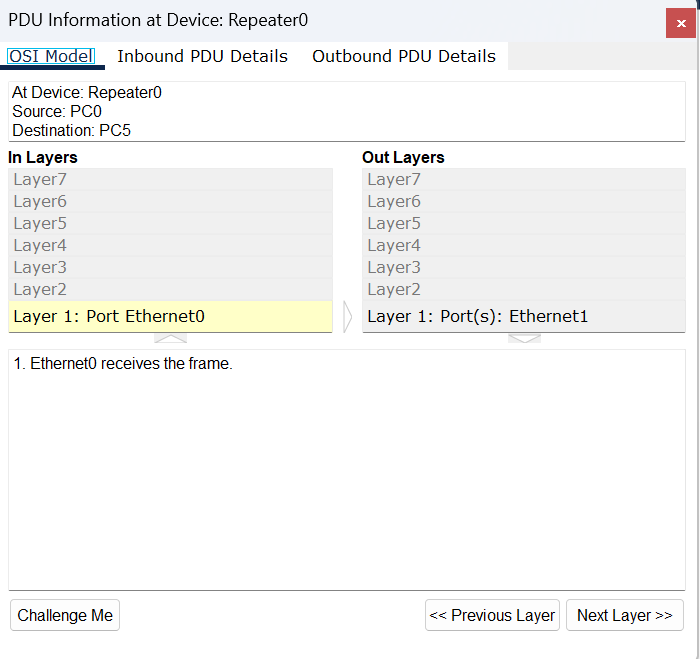 PDU Information at Device: Repeater0
×
OSI Model Inbound PDU Details Outbound PDU Details
At Device: Repeater0
Source: PC0
Destination: PC5
In Layers Out Layers
Layer7 Layer7
Layer6 Layer6
Layer5 Layer5
Layer4 Layer4
Layer3 Layer3
Layer2 Layer2
Layer 1: Port Ethernet0 Layer 1: Port(s): Ethernet1
1. Ethernet0 receives the frame.
Challenge Me << Previous Layer Next Layer >>